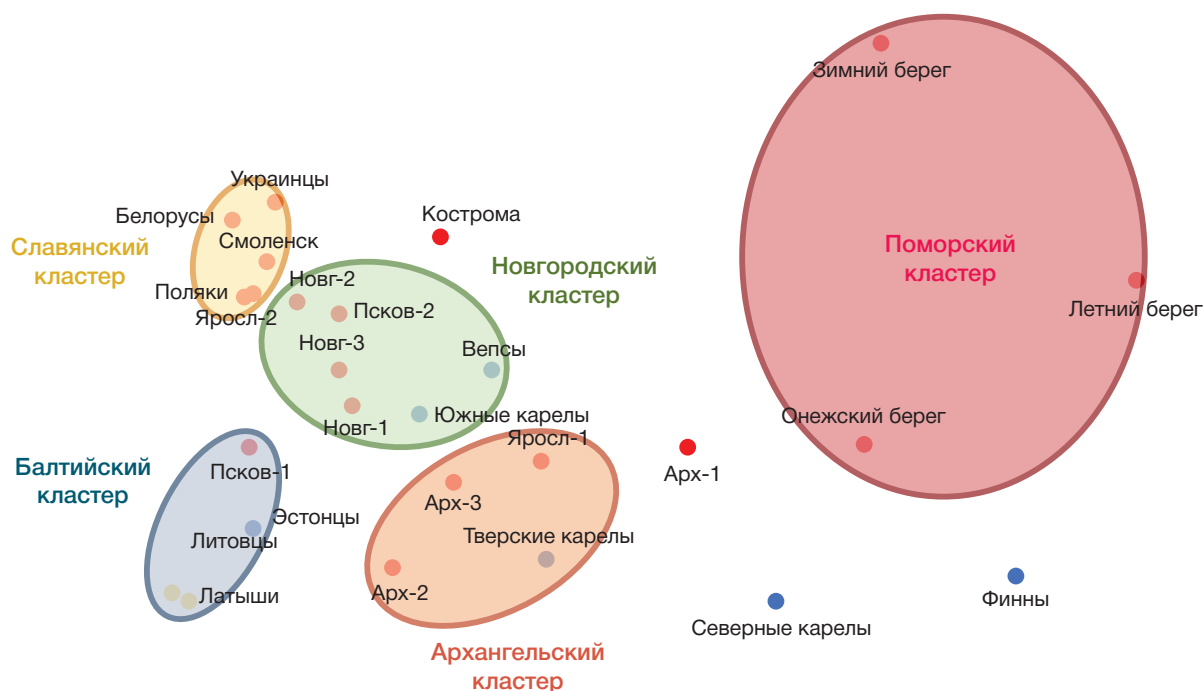 Зимний берег
Украинцы
Белорусы
Кострома
Смоленск
Славянский
кластер
Поморский
кластер
Новгородский
кластер
Новг-2
Поляки
Яросл-2
Псков-2
Летний берег
Новг-3
Вепсы
Новг-1
Южные карелы
Онежский берег
Яросл-1
Балтийский
кластер
Псков-1
Арх-1
Арх-3
Эстонцы
Литовцы
Тверские карелы
Латыши
Арх-2
Финны
Северные карелы
Архангельский
кластер